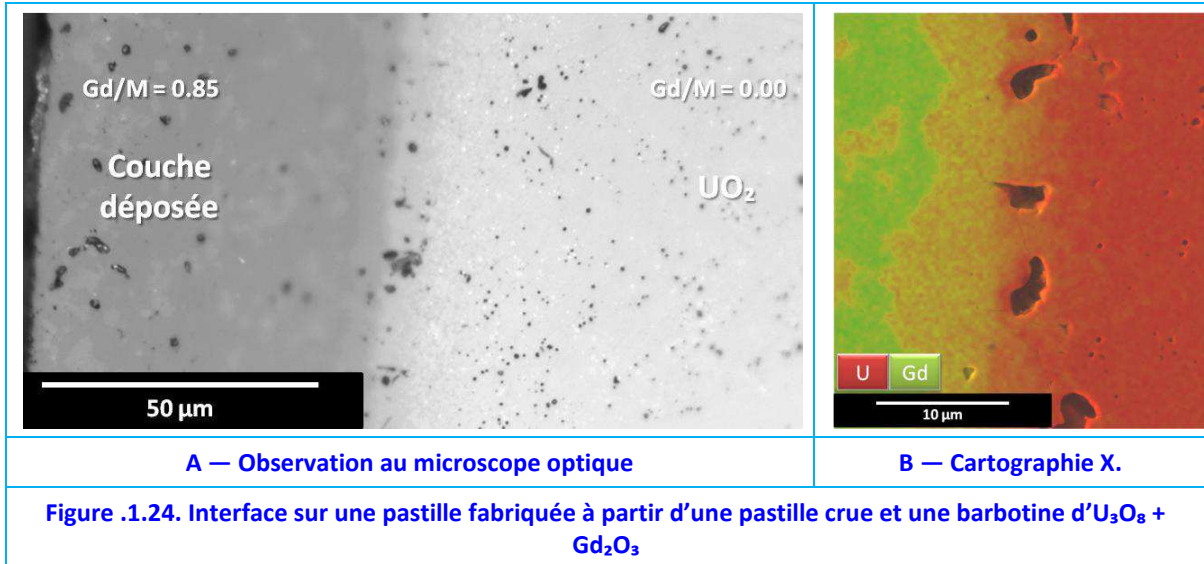 Gd/M = 0.85
Gd/M = 0.00
Couche
déposée
UO₂
50 µm
U Gd
10 µm
A — Observation au microscope optique
B — Cartographie X.
Figure .1.24. Interface sur une pastille fabriquée à partir d’une pastille crue et une barbotine d’U₃O₈ +
Gd₂O₃